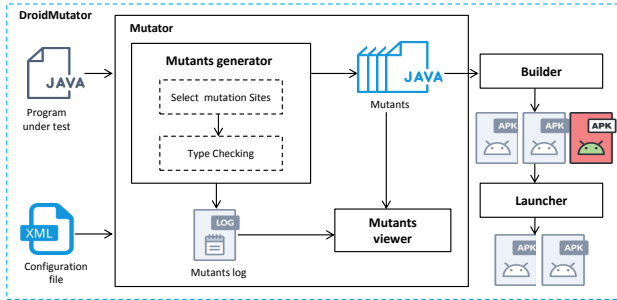 DroidMutator
Mutator
JAVA
Program
under test
Mutants generator
Select mutation Sites
Type Checking
JAVA
Mutants
Builder
APK
APK
APK
Launcher
APK
APK
XML
Configuration
file
LOG
Mutants log
Mutants
viewer